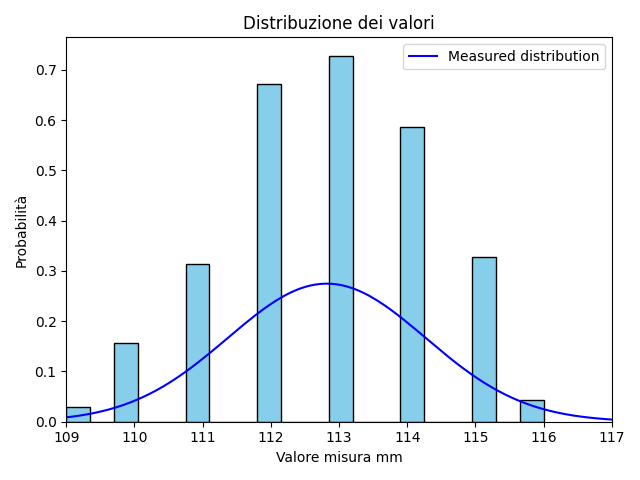 Distribuzione dei valori
Measured distribution
0.7
0.6
0.5
0.4
0.3
0.2
0.1
0.0
Probabilità
109 110 111 112 113 114 115 116 117
Valore misura mm